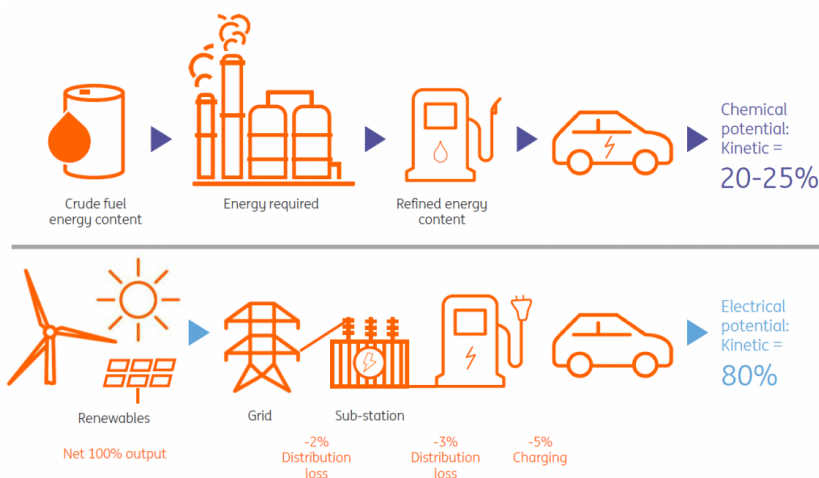 Crude fuel
energy content
Energy required
Refined energy
content
Chemical
potential:
Kinetic =
20-25%
Renewables
Grid
Sub-station
Electrical
potential:
Kinetic =
80%
Net 100% output
-2%
Distribution
loss
-3%
Distribution
loss
-5%
Charging